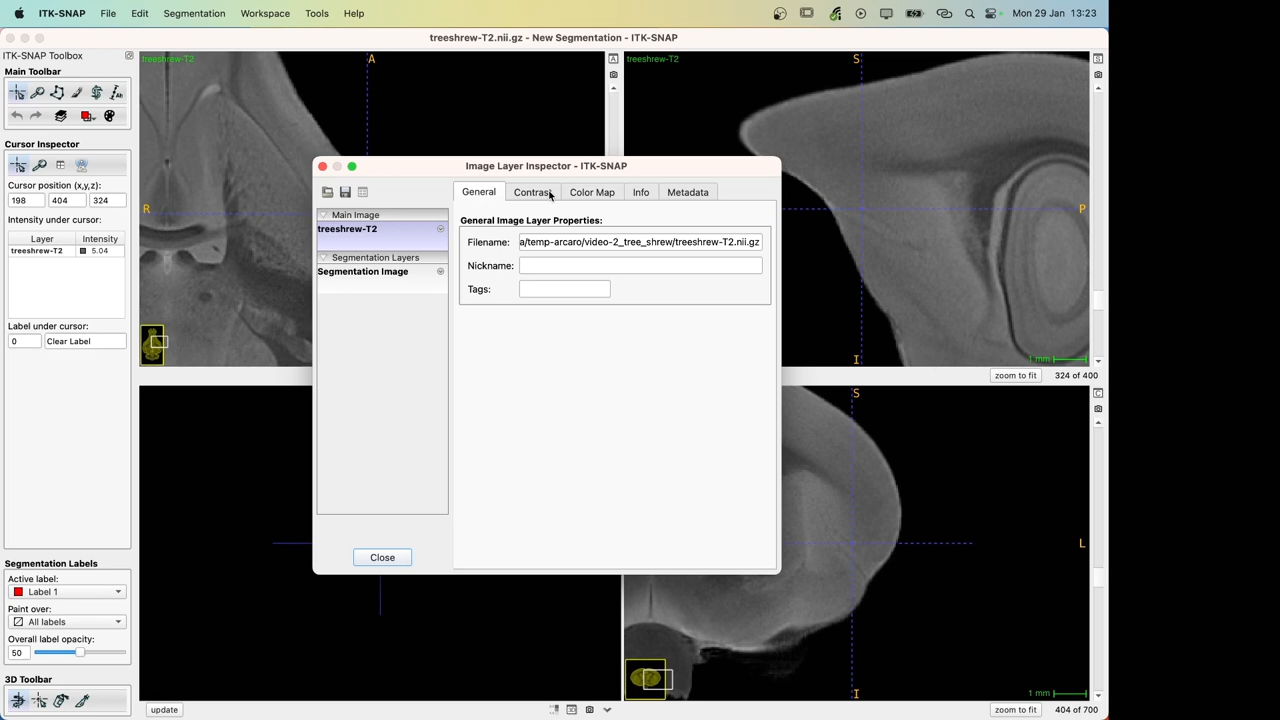 ITK-SNAP File Edit Segmentation Workspace Tools Help Mon 29 Jan 13:23
treeshrew-T2.nii.gz - New Segmentation - ITK-SNAP
ITK-SNAP Toolbox
Main Toolbar
Cursor Inspector
Cursor position (x,y,z):
198 404 324
Intensity under cursor:
Layer Intensity
treeshrew-T2 5.04
Label under cursor:
0 Clear Label
Segmentation Labels
Active label:
Label 1
Paint over:
All labels
Overall label opacity:
50
3D Toolbar
treeshrew-T2
A
R
A
treeshrew-T2
S
P
I
1 mm
S
zoom to fit 324 of 400
Image Layer Inspector - ITK-SNAP
Main Image
treeshrew-T2
Segmentation Layers
Segmentation Image
Close
General Contrast Color Map Info Metadata
General Image Layer Properties:
Filename: a/temp-arcaro/video-2_tree_shrew/treeshrew-T2.nii.gz
Nickname:
Tags:
S
L
I
1 mm
C
update
zoom to fit 404 of 700